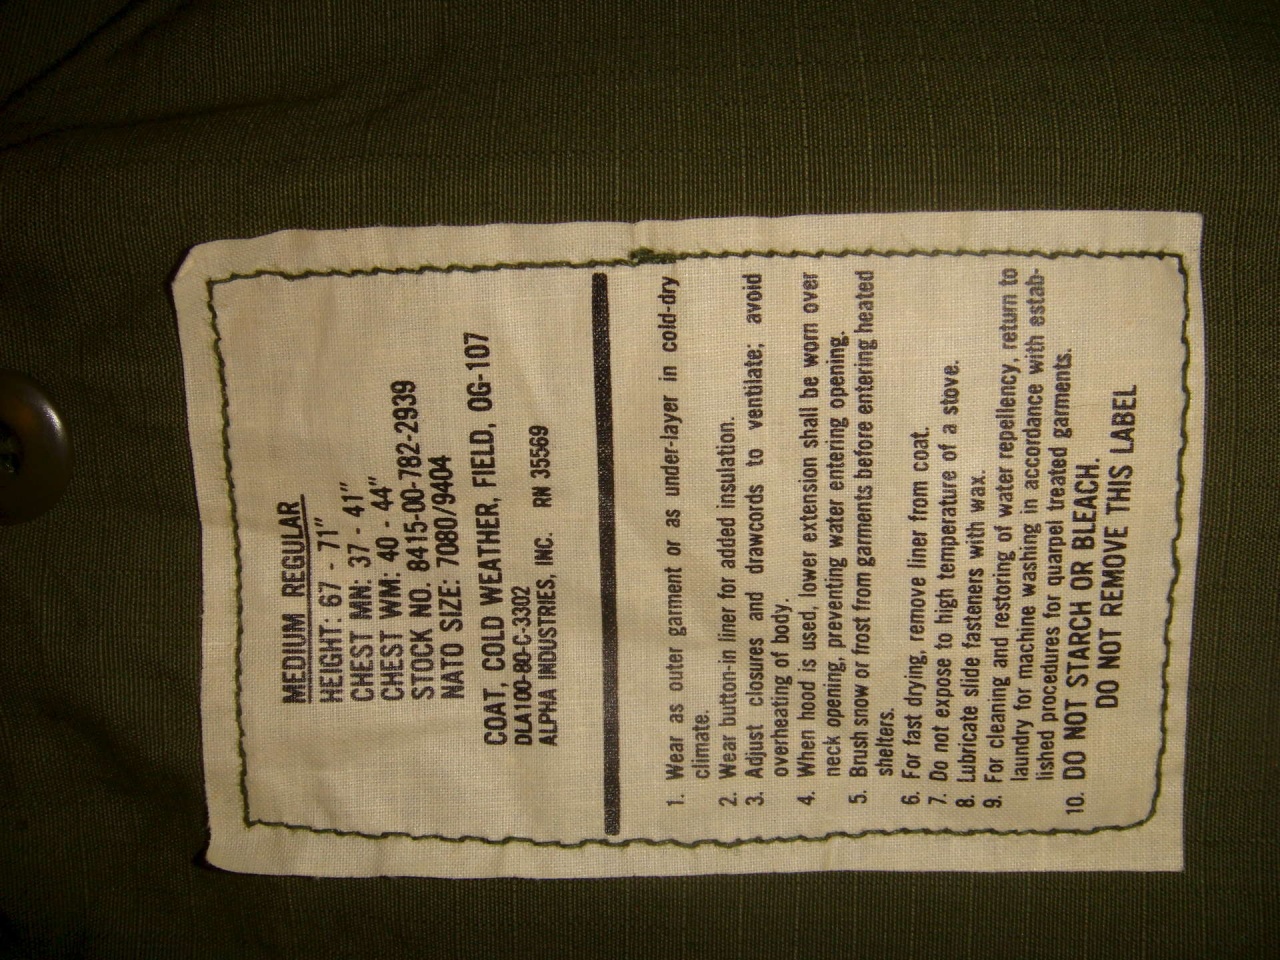 MEDIUM REGULAR
HEIGHT: 67 - 71"
CHEST MN: 37 - 41"
CHEST WM: 40 - 44"
STOCK NO. 8415-00-782-2939
NATO SIZE: 7080/9404
COAT, COLD WEATHER, FIELD, OG-107
DLA100-80-C-3302
ALPHA INDUSTRIES, INC. RN 35569
1. Wear as outer garment or as under-layer in cold-dry
climate.
2. Wear button-in liner for added insulation.
3. Adjust closures and drawcords to ventilate; avoid
overheating of body.
4. When hood is used, lower extension shall be worn over
neck opening, preventing water entering opening.
5. Brush snow or frost from garments before entering heated
shelters.
6. For fast drying, remove liner from coat.
7. Do not expose to high temperature of a stove.
8. Lubricate slide fasteners with wax.
9. For cleaning and restoring of water repellency, return to
laundry for machine washing in accordance with estab-
lished procedures for quarpel treated garments.
10. DO NOT STARCH OR BLEACH.
DO NOT REMOVE THIS LABEL